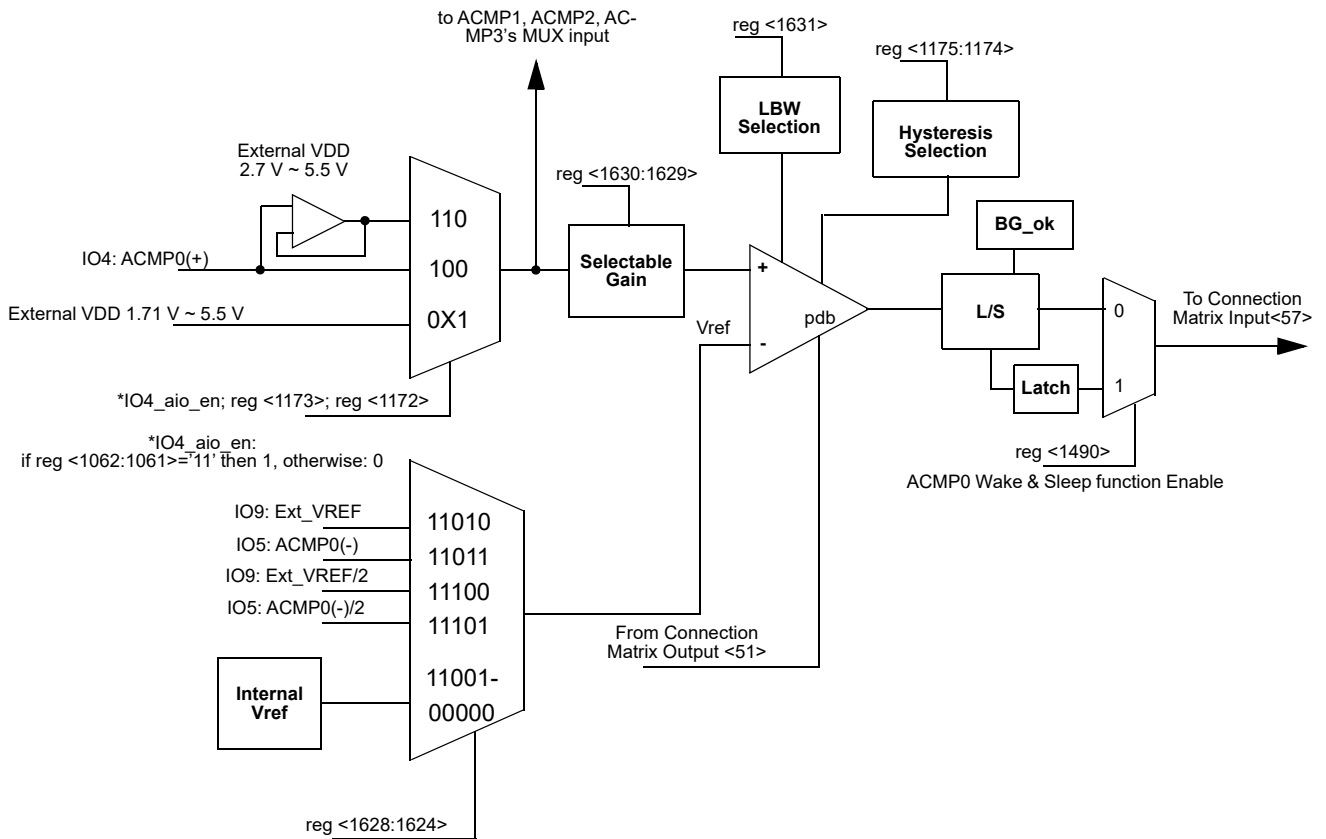 to ACMP1, ACMP2, AC-
MP3's MUX input
reg <1631>
reg <1175:1174>
LBW
Selection
Hysteresis
Selection
External VDD
2.7 V ~ 5.5 V
reg <1630:1629>
110
BG_ok
IO4: ACMP0(+)
100
Selectable
Gain
+
External VDD 1.71 V ~ 5.5 V
0X1
Vref
-
pdb
L/S
0
To Connection
Matrix Input<57>
Latch
1
*IO4_aio_en; reg <1173>; reg <1172>
*IO4_aio_en:
if reg <1062:1061>='11' then 1, otherwise: 0
reg <1490>
ACMP0 Wake & Sleep function Enable
IO9: Ext_VREF
11010
IO5: ACMP0(-)
11011
IO9: Ext_VREF/2
11100
IO5: ACMP0(-)/2
11101
From Connection
Matrix Output <51>
Internal
Vref
11001-
00000
reg <1628:1624>